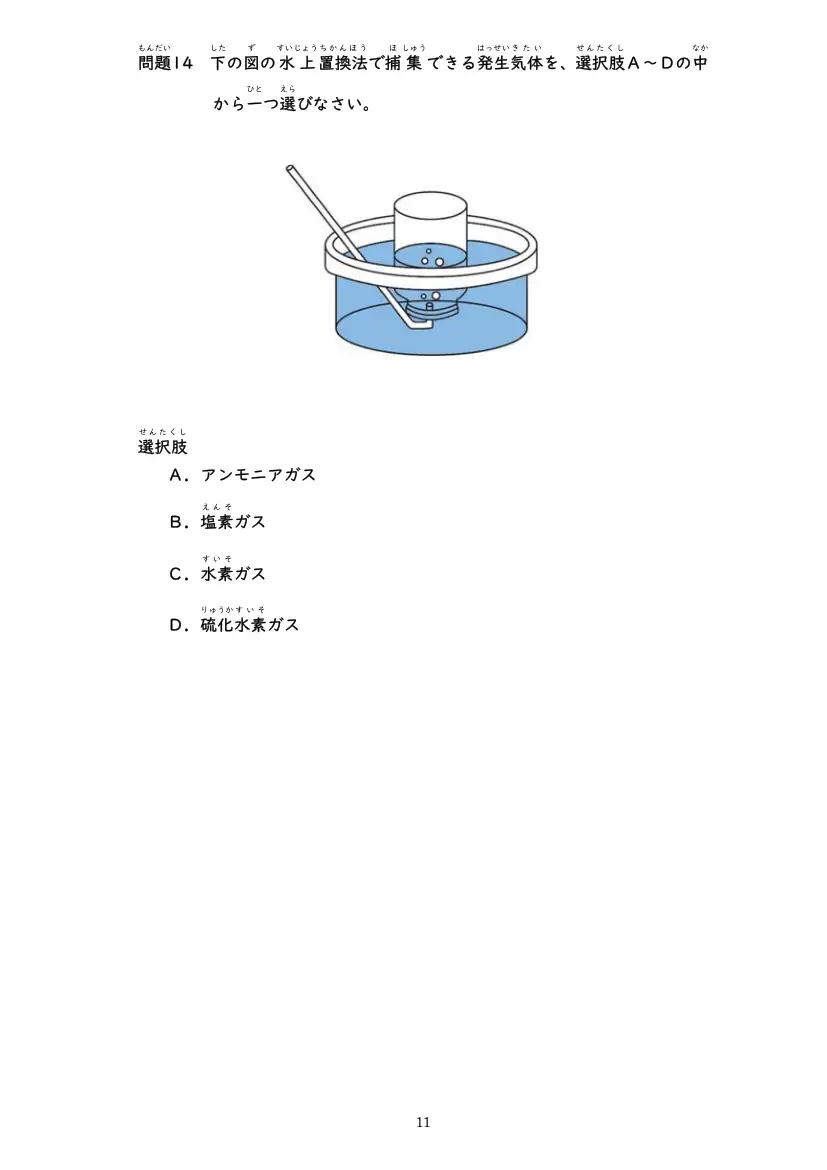 もんだい した ず すいじょうちかんほう ほ しゅう はっせいきたい せんたくし なか
問題14 下の図の水上置換法で捕集できる発生気体を、選択肢A～Dの中
ひと えら
から一つ選びなさい。
せんたくし
選択肢
A．アンモニアガス
えんそ
B．塩素ガス
すいそ
C．水素ガス
りゅうかすいそ
D．硫化水素ガス
11